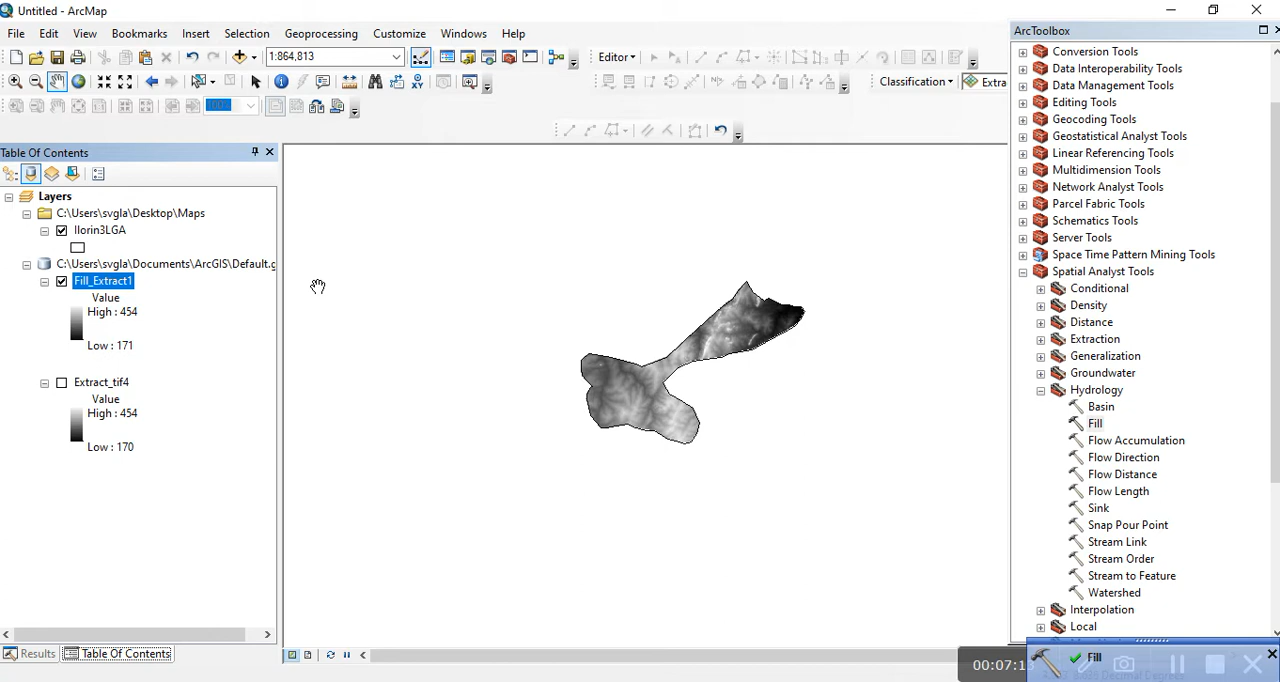 Untitled - ArcMap
File Edit View Bookmarks Insert Selection Geoprocessing Customize Windows Help
1:864,813
Editor
Classification
Extra
100%
Table Of Contents
Layers
C:\Users\svgla\Desktop\Maps
Ilorin3LGA
C:\Users\svgla\Documents\ArcGIS\Default.g
Fill_Extract1
Value
High : 454
Low : 171
Extract_tif4
Value
High : 454
Low : 170
Results Table Of Contents
ArcToolbox
Conversion Tools
Data Interoperability Tools
Data Management Tools
Editing Tools
Geocoding Tools
Geostatistical Analyst Tools
Linear Referencing Tools
Multidimension Tools
Network Analyst Tools
Parcel Fabric Tools
Schematics Tools
Server Tools
Space Time Pattern Mining Tools
Spatial Analyst Tools
Conditional
Density
Distance
Extraction
Generalization
Groundwater
Hydrology
Basin
Fill
Flow Accumulation
Flow Direction
Flow Distance
Flow Length
Sink
Snap Pour Point
Stream Link
Stream Order
Stream to Feature
Watershed
Interpolation
Local
Fill
Decimal Degrees